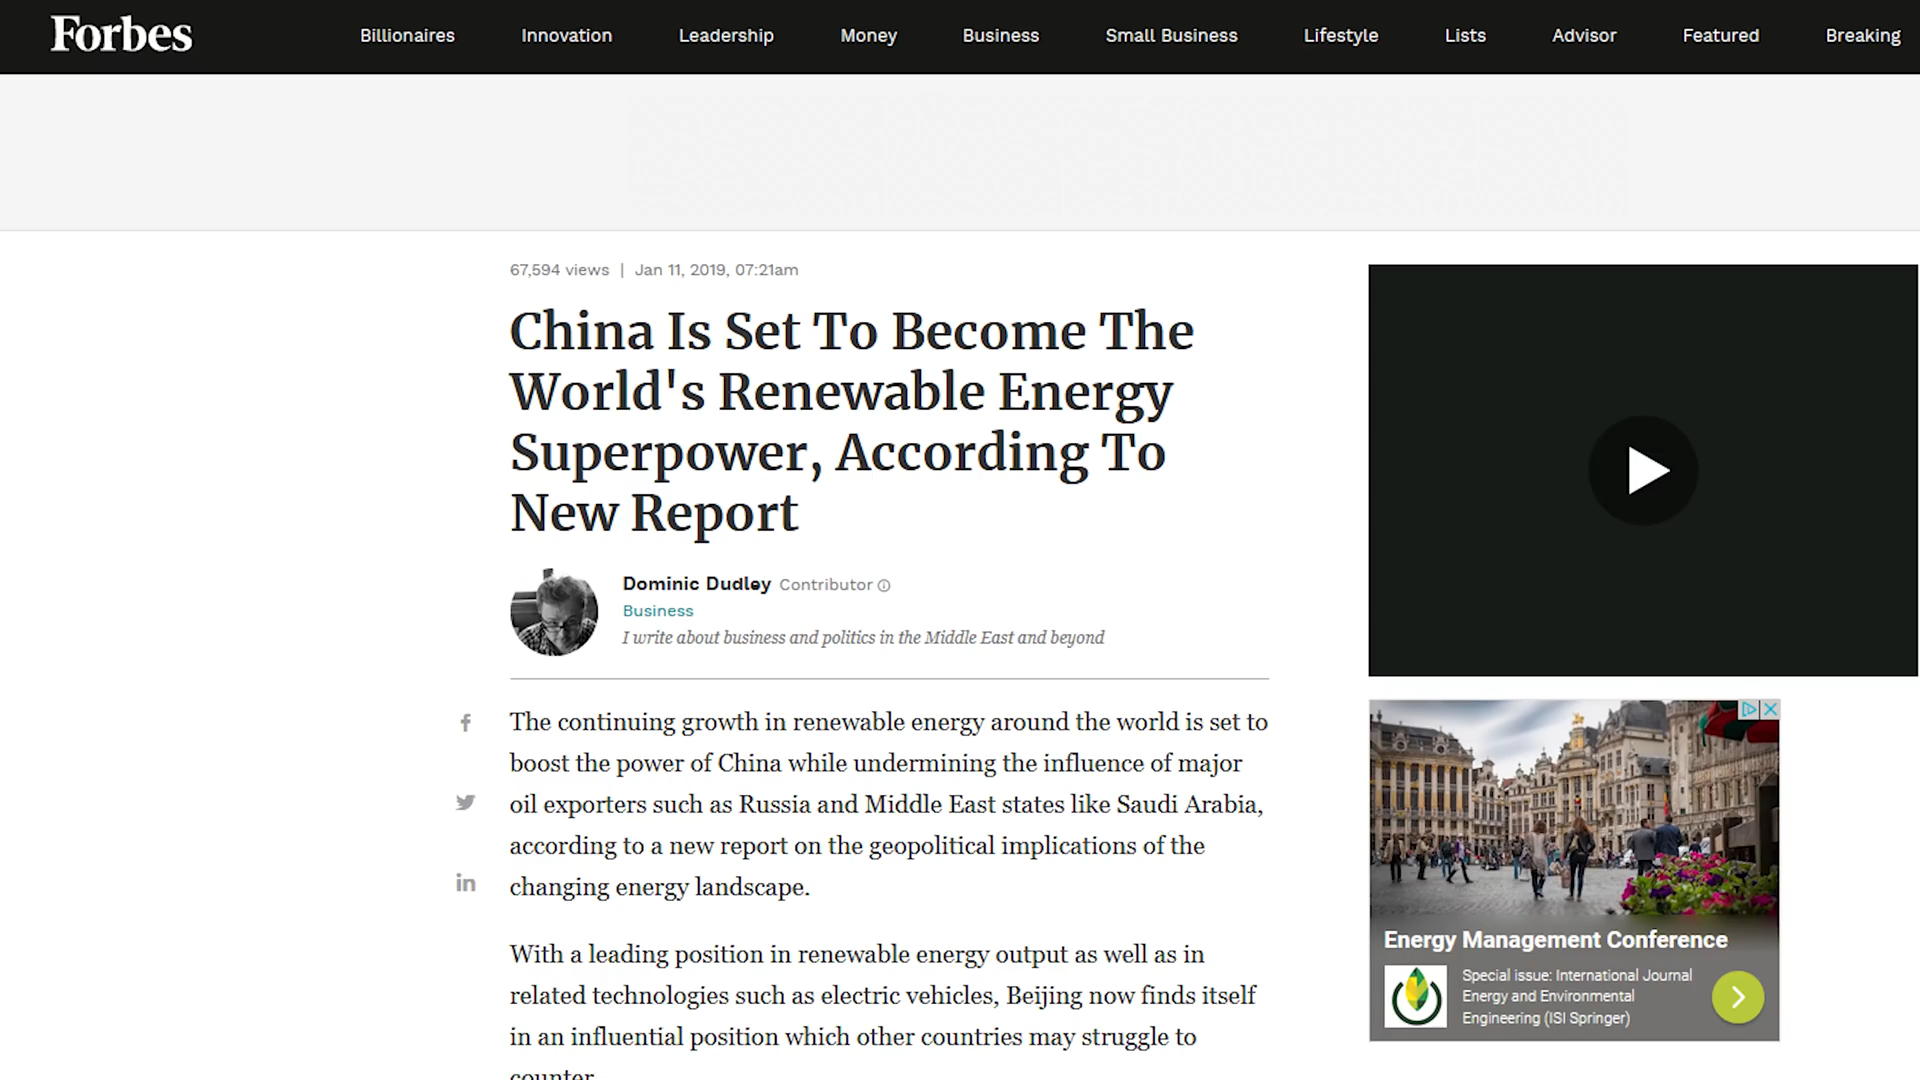 Forbes
Billionaires
Innovation
Leadership
Money
Business
Small Business
Lifestyle
Lists
Advisor
Featured
Breaking
67,594 views | Jan 11, 2019, 07:21am
China Is Set To Become The
World's Renewable Energy
Superpower, According To
New Report
Dominic Dudley Contributor
Business
I write about business and politics in the Middle East and beyond
The continuing growth in renewable energy around the world is set to
boost the power of China while undermining the influence of major
oil exporters such as Russia and Middle East states like Saudi Arabia,
according to a new report on the geopolitical implications of the
changing energy landscape.
With a leading position in renewable energy output as well as in
related technologies such as electric vehicles, Beijing now finds itself
in an influential position which other countries may struggle to
counter.
Energy Management Conference
Special issue: International Journal
Energy and Environmental
Engineering (ISI Springer)